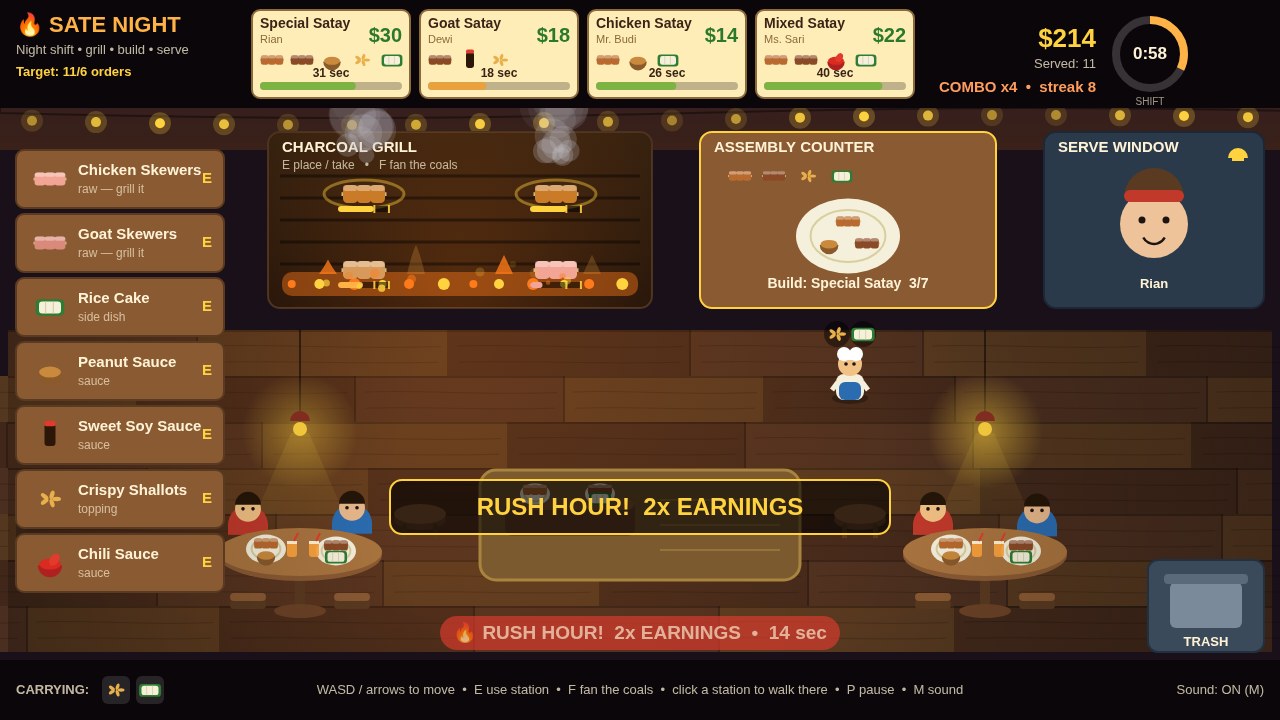 🔥 SATE NIGHT
Night shift • grill • build • serve
Target: 11/6 orders
Special Satay
Rian
$30
31 sec
Goat Satay
Dewi
$18
18 sec
Chicken Satay
Mr. Budi
$14
26 sec
Mixed Satay
Ms. Sari
$22
40 sec
$214
Served: 11
COMBO x4 • streak 8
0:58
SHIFT
Chicken Skewers
raw — grill it
E
Goat Skewers
raw — grill it
E
Rice Cake
side dish
E
Peanut Sauce
sauce
E
Sweet Soy Sauce
sauce
E
Crispy Shallots
topping
E
Chili Sauce
sauce
E
CHARCOAL GRILL
E place / take • F fan the coals
ASSEMBLY COUNTER
Build: Special Satay 3/7
SERVE WINDOW
Rian
RUSH HOUR! 2x EARNINGS
🔥 RUSH HOUR! 2x EARNINGS • 14 sec
TRASH
CARRYING:
WASD / arrows to move • E use station • F fan the coals • click a station to walk there • P pause • M sound
Sound: ON (M)